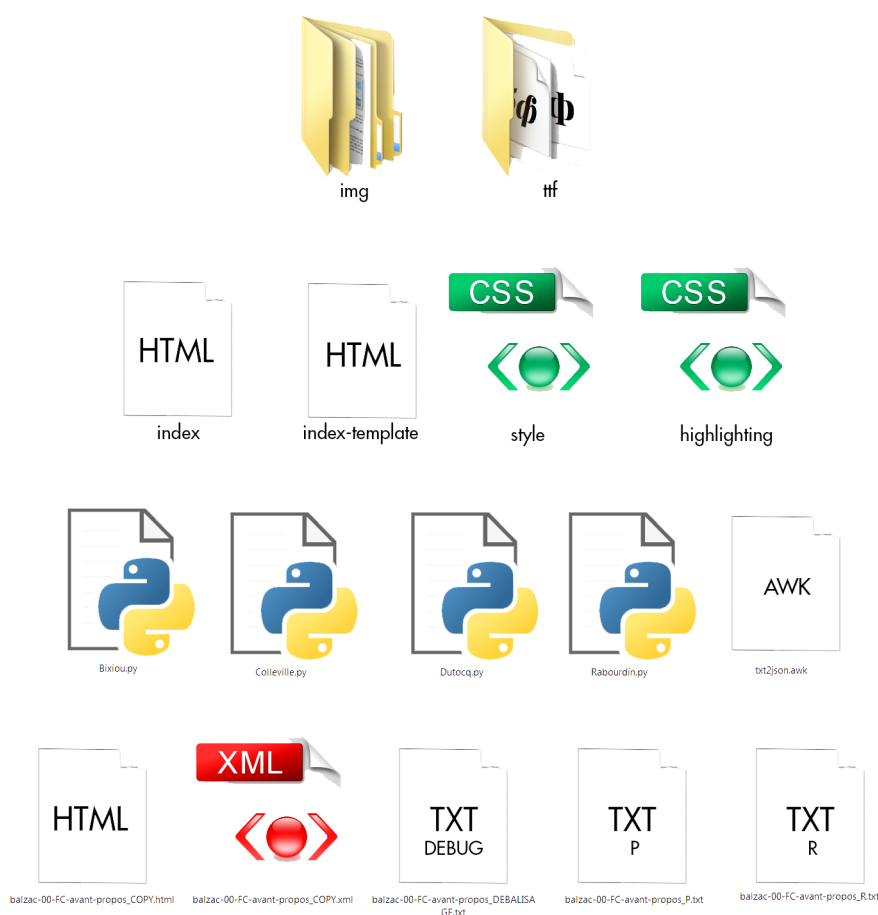 img
ttf
HTML
HTML
CSS
CSS
index
index-template
style
highlighting
AWK
Bixiou.py
Colleville.py
Dutocq.py
Rabourdin.py
txt2json.awk
HTML
XML
TXT
DEBUG
TXT
P
TXT
R
balzac-00-FC-avant-propos_COPY.html
balzac-00-FC-avant-propos_COPY.xml
balzac-00-FC-avant-propos_DEBALISA
GE.txt
balzac-00-FC-avant-propos_P.txt
balzac-00-FC-avant-propos_R.txt